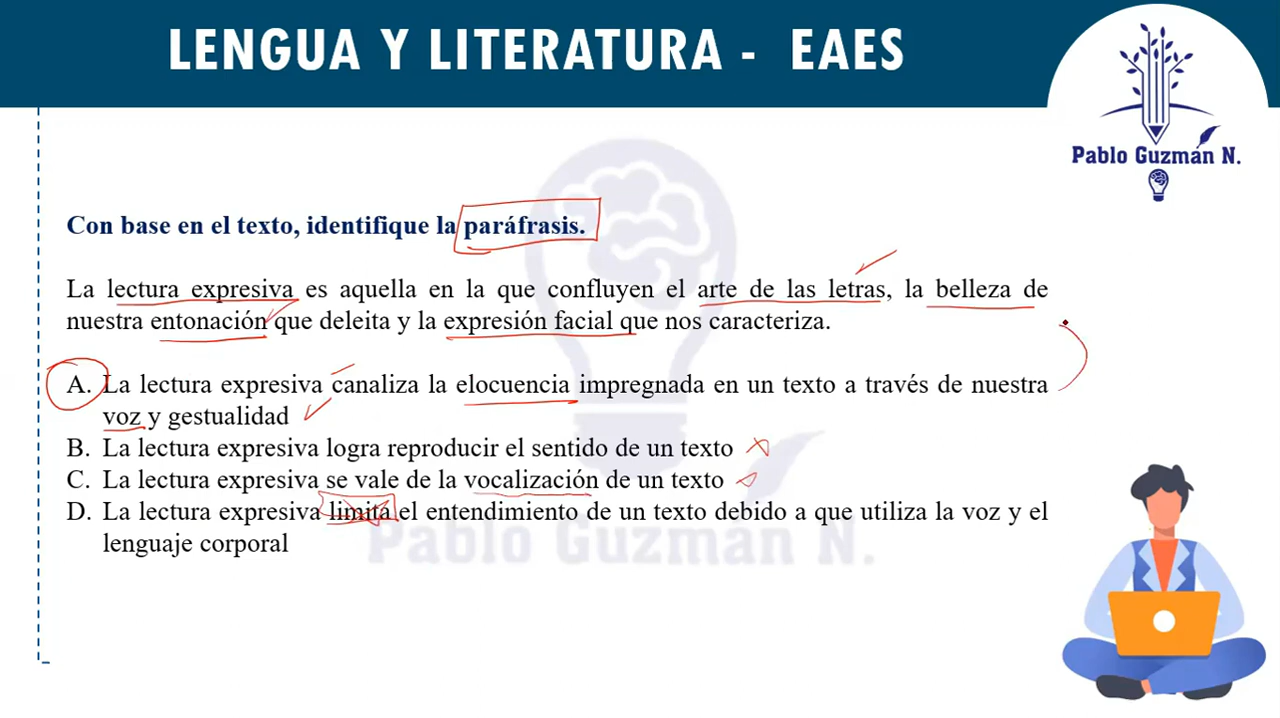 LENGUA Y LITERATURA - EAES
Pablo Guzmán N.
Con base en el texto, identifique la paráfrasis.
La lectura expresiva es aquella en la que confluyen el arte de las letras, la belleza de
nuestra entonación que deleita y la expresión facial que nos caracteriza.
A. La lectura expresiva canaliza la elocuencia impregnada en un texto a través de nuestra
voz y gestualidad
B. La lectura expresiva logra reproducir el sentido de un texto
C. La lectura expresiva se vale de la vocalización de un texto
D. La lectura expresiva limita el entendimiento de un texto debido a que utiliza la voz y el
lenguaje corporal
Pablo Guzmán N.